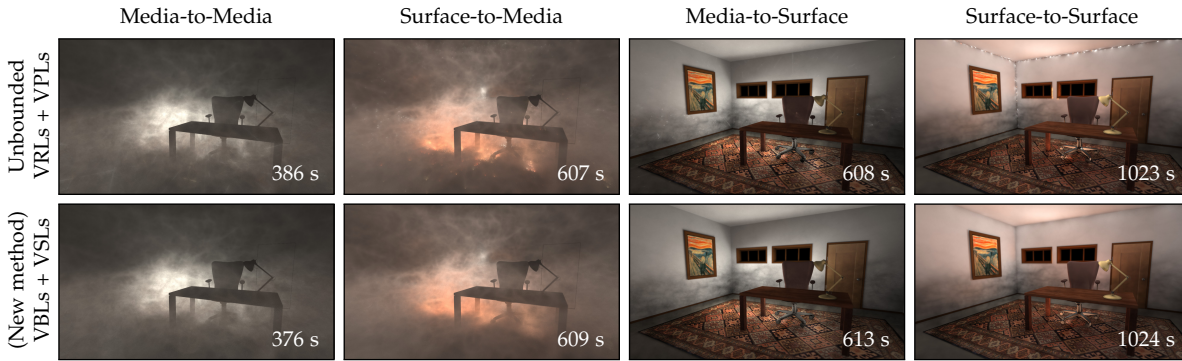 Media-to-Media Surface-to-Media Media-to-Surface Surface-to-Surface
Unbounded
VRLs + VPLs
386 s 607 s 608 s 1023 s
(New method)
VBLs + VSLs
376 s 609 s 613 s 1024 s